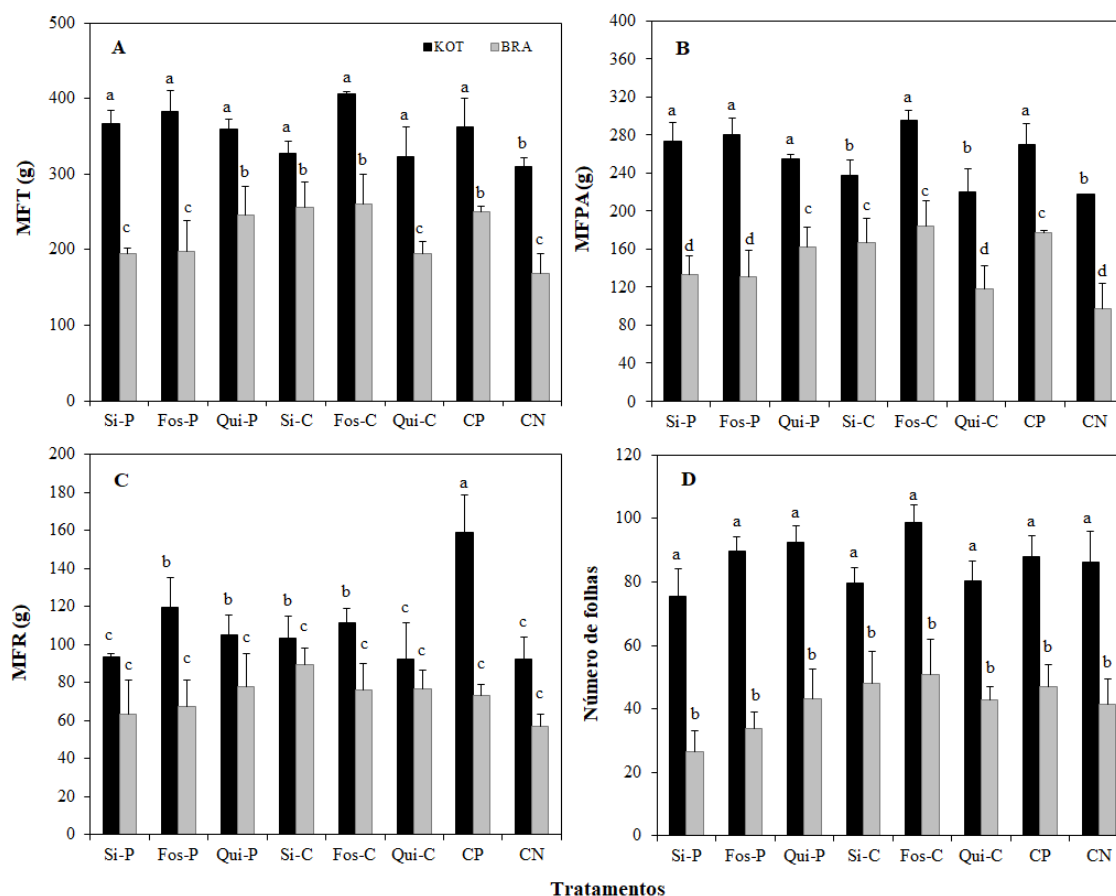 A
KOT BRA
MFT (g)
500
400
300
200
100
0
a a a a a a a a
c c b b b c b c
Si-P Fos-P Qui-P Si-C Fos-C Qui-C CP CN
B
MFPA (g)
400
360
320
280
240
200
160
120
80
40
0
a a a b a b a b
d d c c c d c d
Si-P Fos-P Qui-P Si-C Fos-C Qui-C CP CN
C
MFR (g)
200
180
160
140
120
100
80
60
40
20
0
c b b b b c a c
c c c c c c c c
Si-P Fos-P Qui-P Si-C Fos-C Qui-C CP CN
D
Número de folhas
120
100
80
60
40
20
0
a a a a a a a a
b b b b b b b b
Si-P Fos-P Qui-P Si-C Fos-C Qui-C CP CN
Tratamentos